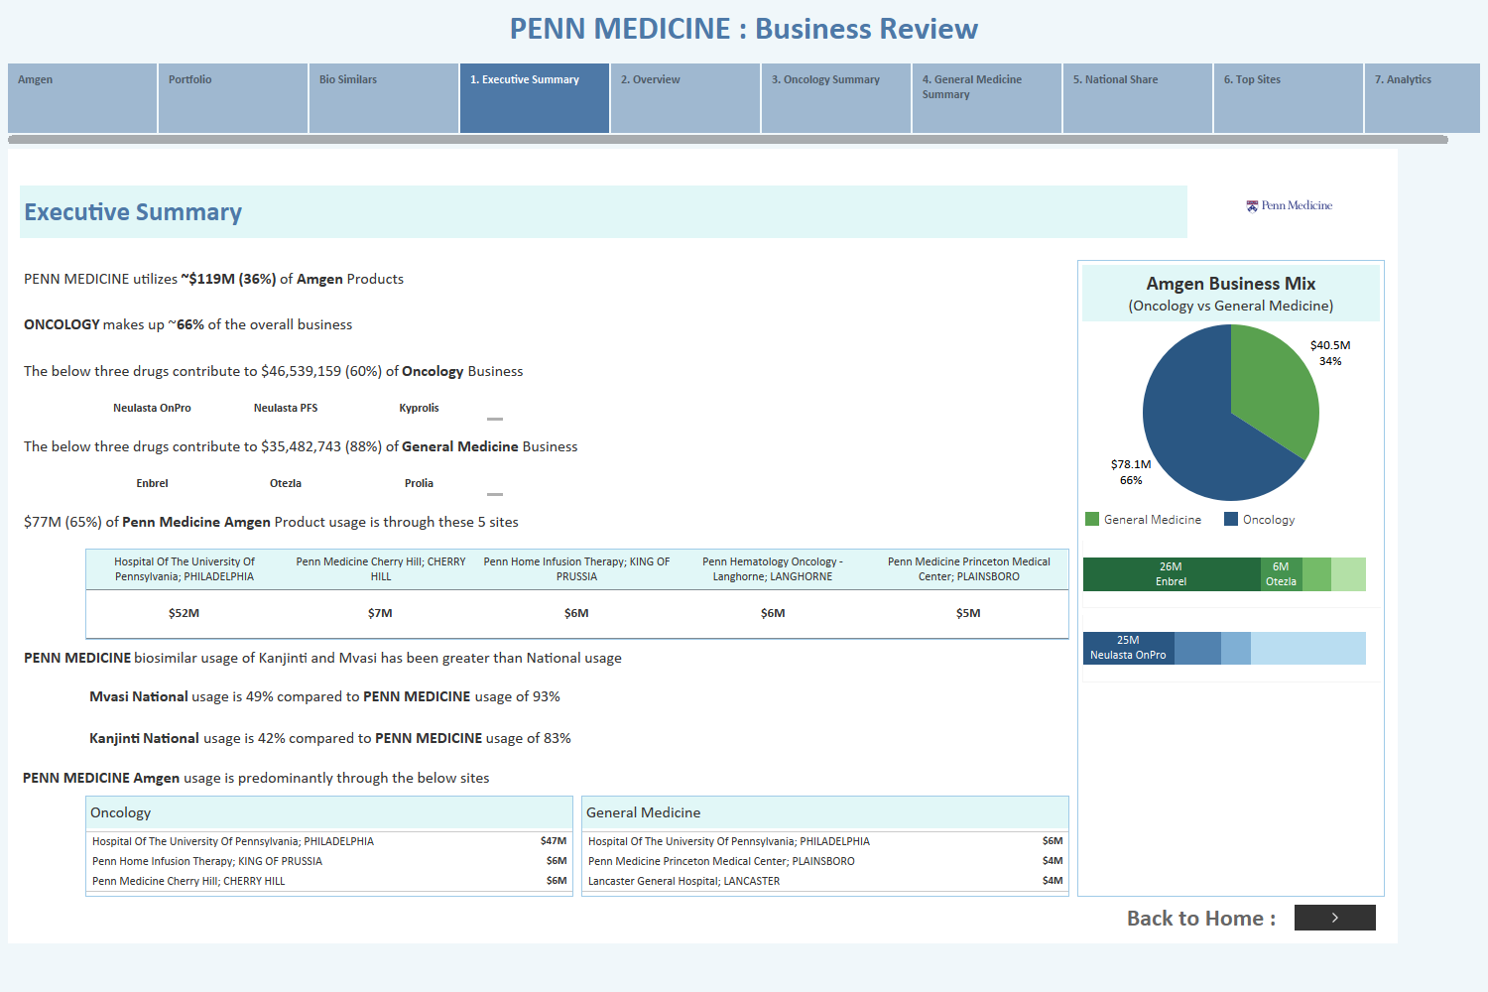 PENN MEDICINE : Business Review
Amgen
Portfolio
Bio Similars
1. Executive Summary
2. Overview
3. Oncology Summary
4. General Medicine
Summary
5. National Share
6. Top Sites
7. Analytics
Executive Summary
Penn Medicine
PENN MEDICINE utilizes ~$119M (36%) of Amgen Products
ONCOLOGY makes up ~66% of the overall business
The below three drugs contribute to $46,539,159 (60%) of Oncology Business
Neulasta OnPro
Neulasta PFS
Kyprolis
The below three drugs contribute to $35,482,743 (88%) of General Medicine Business
Enbrel
Otezla
Prolia
$77M (65%) of Penn Medicine Amgen Product usage is through these 5 sites
Hospital Of The University Of
Pennsylvania; PHILADELPHIA
Penn Medicine Cherry Hill; CHERRY
HILL
Penn Home Infusion Therapy; KING OF
PRUSSIA
Penn Hematology Oncology -
Langhorne; LANGHORNE
Penn Medicine Princeton Medical
Center; PLAINSBORO
$52M
$7M
$6M
$6M
$5M
PENN MEDICINE biosimilar usage of Kanjinti and Mvasi has been greater than National usage
Mvasi National usage is 49% compared to PENN MEDICINE usage of 93%
Kanjinti National usage is 42% compared to PENN MEDICINE usage of 83%
PENN MEDICINE Amgen usage is predominantly through the below sites
Oncology
Hospital Of The University Of Pennsylvania; PHILADELPHIA $47M
Penn Home Infusion Therapy; KING OF PRUSSIA $6M
Penn Medicine Cherry Hill; CHERRY HILL $6M
General Medicine
Hospital Of The University Of Pennsylvania; PHILADELPHIA $6M
Penn Medicine Princeton Medical Center; PLAINSBORO $4M
Lancaster General Hospital; LANCASTER $4M
Amgen Business Mix
(Oncology vs General Medicine)
$40.5M
34%
$78.1M
66%
General Medicine
Oncology
26M
Enbrel
6M
Otezla
25M
Neulasta OnPro
Back to Home :